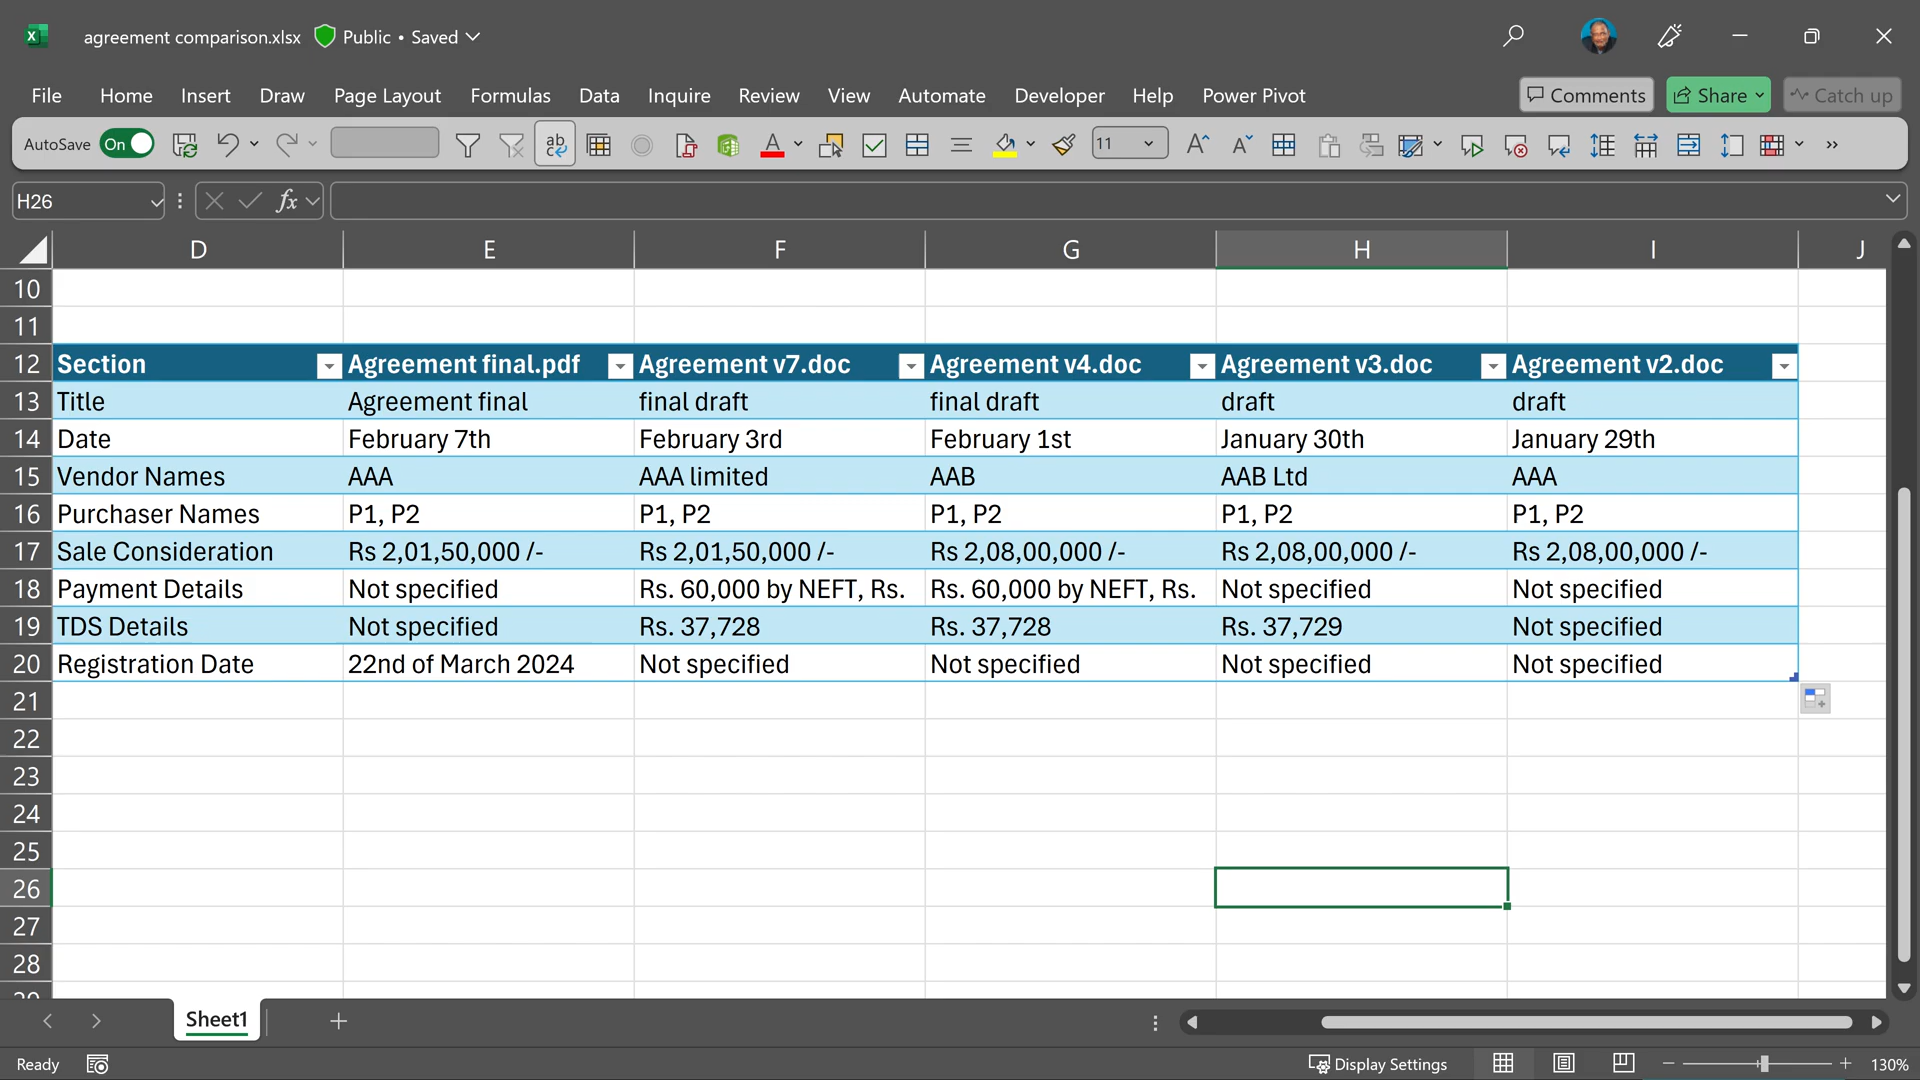 agreement comparison.xlsx Public • Saved
File Home Insert Draw Page Layout Formulas Data Inquire Review View Automate Developer Help Power Pivot Comments Share Catch up
AutoSave On ab c A 11 A A
H26 fx
D E F G H I J
10
11
12 Section Agreement final.pdf Agreement v7.doc Agreement v4.doc Agreement v3.doc Agreement v2.doc
13 Title Agreement final final draft final draft draft draft
14 Date February 7th February 3rd February 1st January 30th January 29th
15 Vendor Names AAA AAA limited AAB AAB Ltd AAA
16 Purchaser Names P1, P2 P1, P2 P1, P2 P1, P2 P1, P2
17 Sale Consideration Rs 2,01,50,000 /- Rs 2,01,50,000 /- Rs 2,08,00,000 /- Rs 2,08,00,000 /- Rs 2,08,00,000 /-
18 Payment Details Not specified Rs. 60,000 by NEFT, Rs. Rs. 60,000 by NEFT, Rs. Not specified Not specified
19 TDS Details Not specified Rs. 37,728 Rs. 37,728 Rs. 37,729 Not specified
20 Registration Date 22nd of March 2024 Not specified Not specified Not specified Not specified
21
22
23
24
25
26
27
28
29
Sheet1
Ready Display Settings 130%